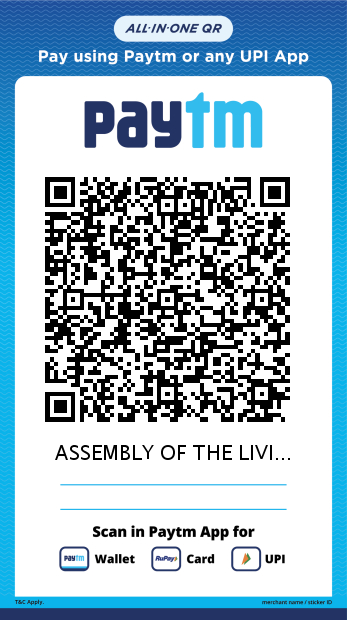 ALL·IN·ONE QR
Pay using Paytm or any UPI App
paytm
ASSEMBLY OF THE LIVI...
Scan in Paytm App for
paytm Wallet RuPay Card UPI
T&C Apply. merchant name / sticker ID